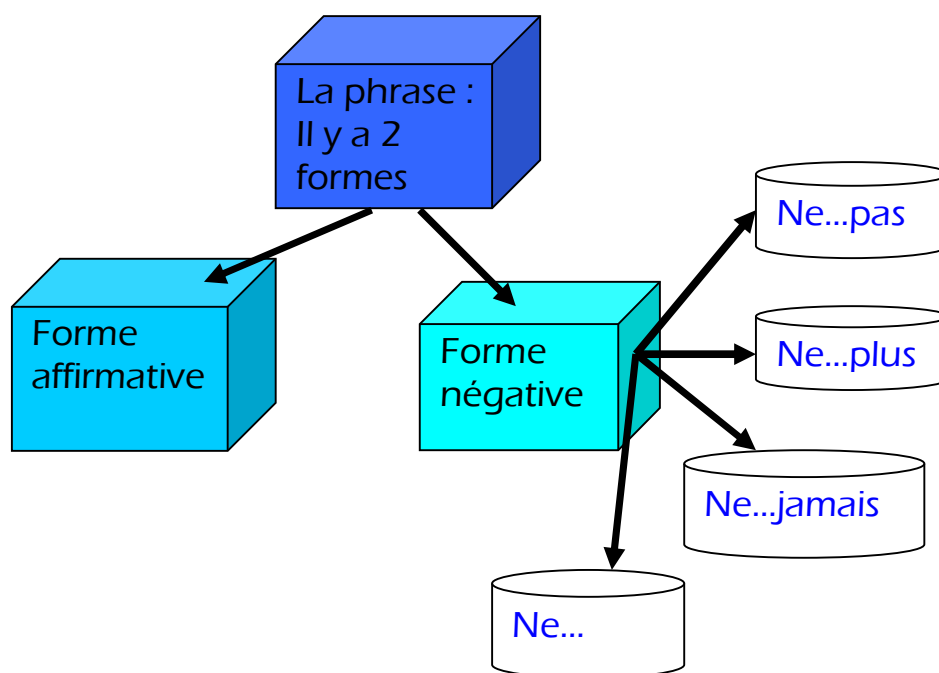 La phrase :
Il y a 2
formes
Forme
affirmative
Forme
négative
Ne...pas
Ne...plus
Ne...jamais
Ne...